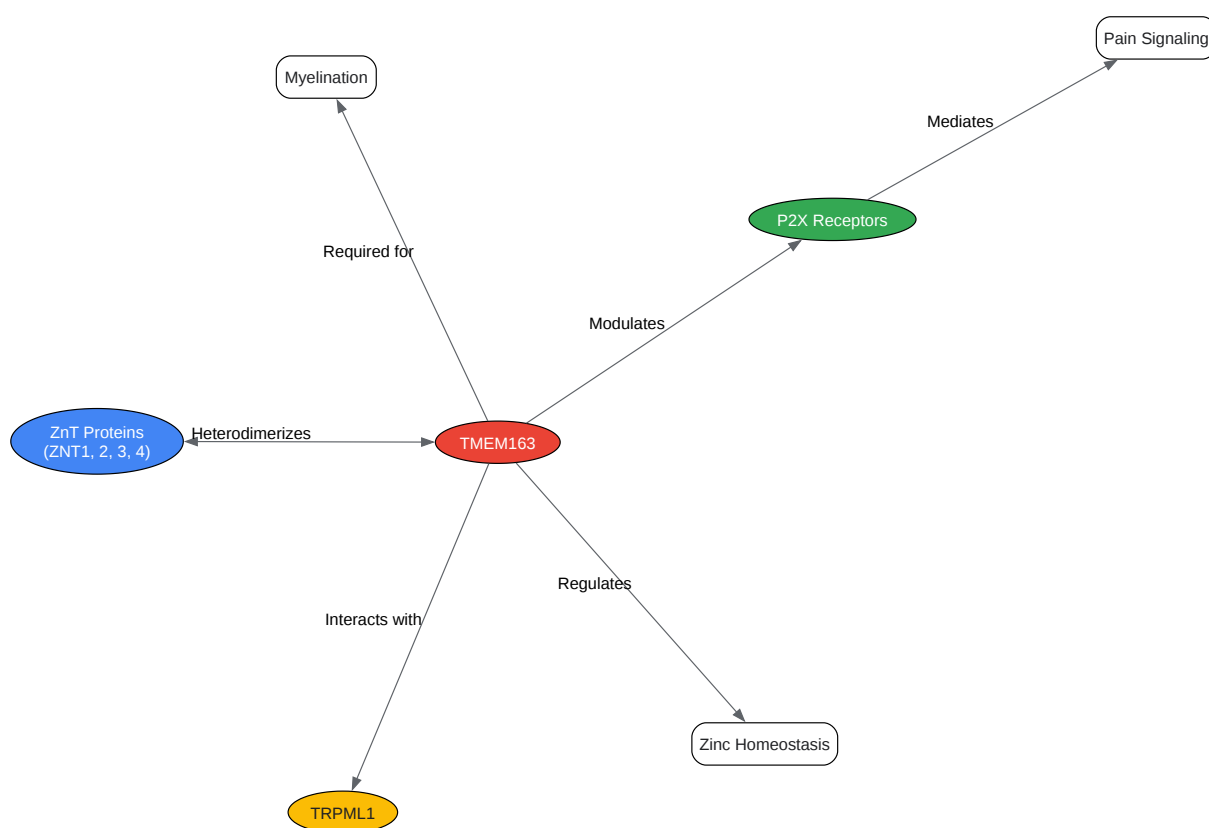 Pain Signaling
Myelination
Mediates
P2X Receptors
Required for
Modulates
ZnT Proteins
(ZNT1, 2, 3, 4)
Heterodimerizes
TMEM163
Regulates
Interacts with
Zinc Homeostasis
TRPML1